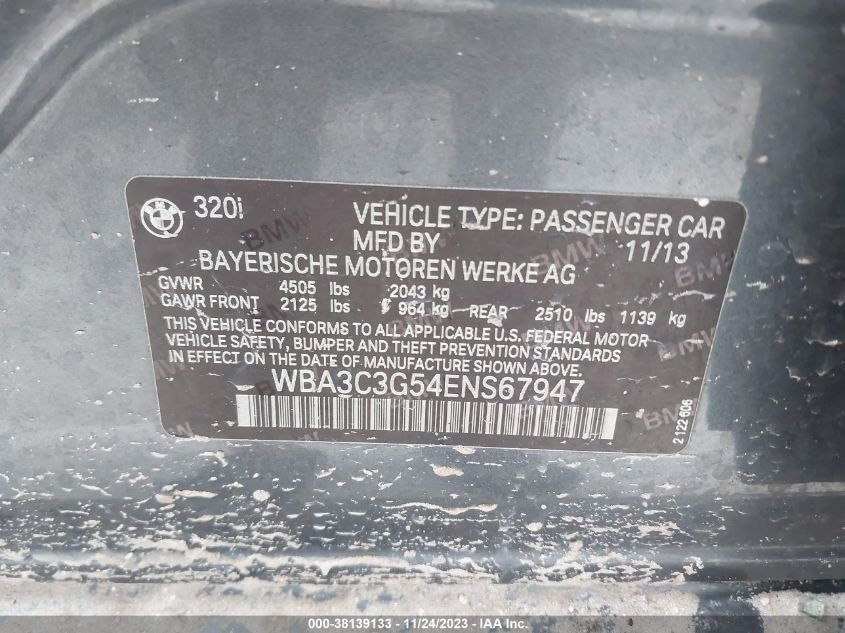 320i
VEHICLE TYPE: PASSENGER CAR
MFD BY 11/13
BAYERISCHE MOTOREN WERKE AG
GVWR 4505 lbs 2043 kg
GAWR FRONT 2125 lbs 964 kg REAR 2510 lbs 1139 kg
THIS VEHICLE CONFORMS TO ALL APPLICABLE U.S. FEDERAL MOTOR
VEHICLE SAFETY, BUMPER AND THEFT PREVENTION STANDARDS
IN EFFECT ON THE DATE OF MANUFACTURE SHOWN ABOVE.
WBA3C3G54ENS67947
2122606
000-38139133 - 11/24/2023 - IAA Inc.